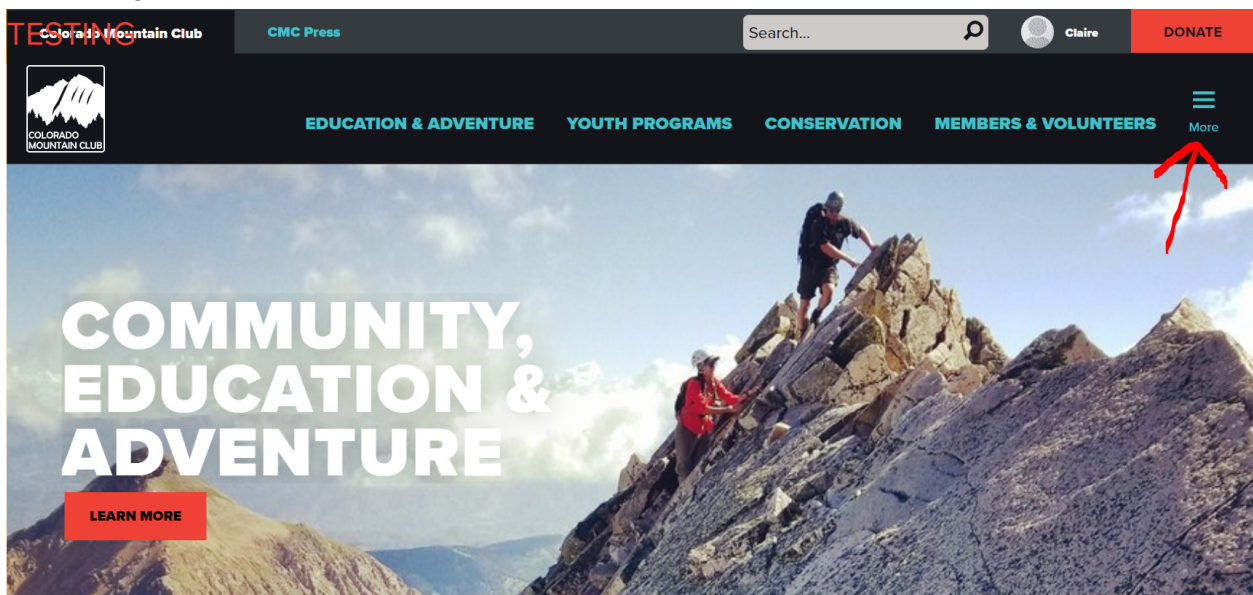 TESTING
Colorado Mountain Club
CMC Press
Search...
Claire
DONATE
COLORADO
MOUNTAIN CLUB
EDUCATION & ADVENTURE
YOUTH PROGRAMS
CONSERVATION
MEMBERS & VOLUNTEERS
More
COMMUNITY,
EDUCATION &
ADVENTURE
LEARN MORE